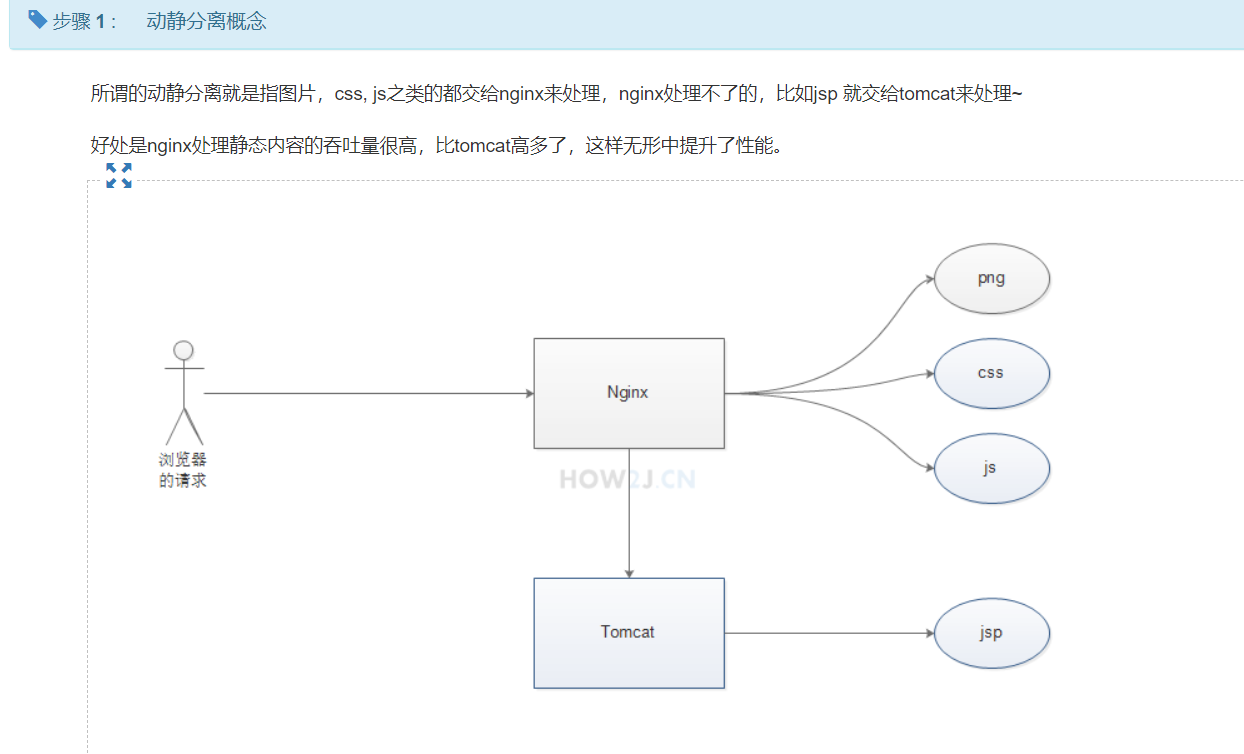 步骤 1 : 动静分离概念
所谓的动静分离就是指图片，css, js之类的都交给nginx来处理，nginx处理不了的，比如jsp 就交给tomcat来处理~
好处是nginx处理静态内容的吞吐量很高，比tomcat高多了，这样无形中提升了性能。
png
css
Nginx
js
浏览器
的请求
HOW2J.CN
Tomcat
jsp